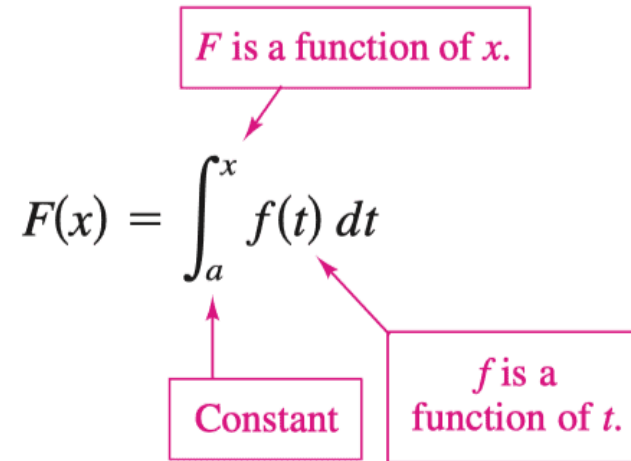 F is a function of x.
F(x) = ∫ₐˣ f(t) dt
Constant
f is a
function of t.